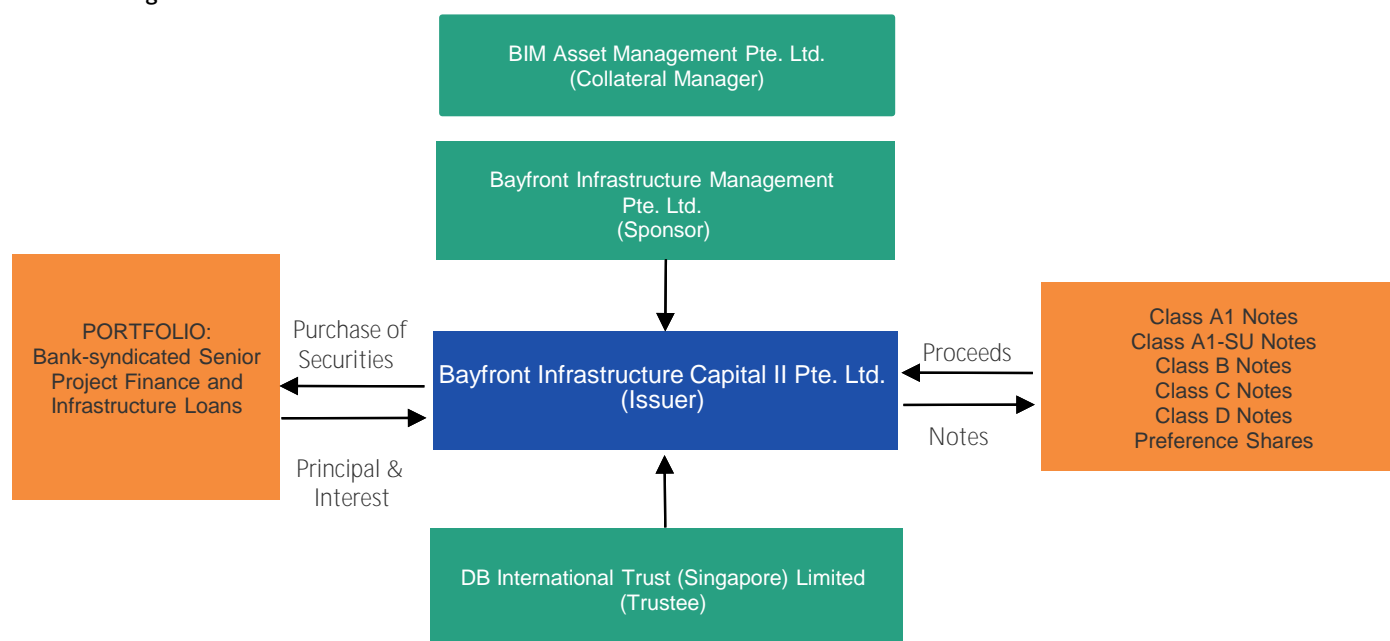 BIM Asset Management Pte. Ltd.
(Collateral Manager)
Bayfront Infrastructure Management
Pte. Ltd.
(Sponsor)
PORTFOLIO:
Bank-syndicated Senior
Project Finance and
Infrastructure Loans
Purchase of
Securities
Principal &
Interest
Bayfront Infrastructure Capital II Pte. Ltd.
(Issuer)
Proceeds
Notes
Class A1 Notes
Class A1-SU Notes
Class B Notes
Class C Notes
Class D Notes
Preference Shares
DB International Trust (Singapore) Limited
(Trustee)